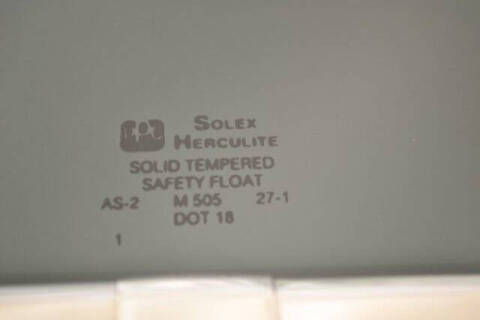 SOLEX
HERCULITE
SOLID TEMPERED
SAFETY FLOAT
AS-2 M 505 27-1
DOT 18
1